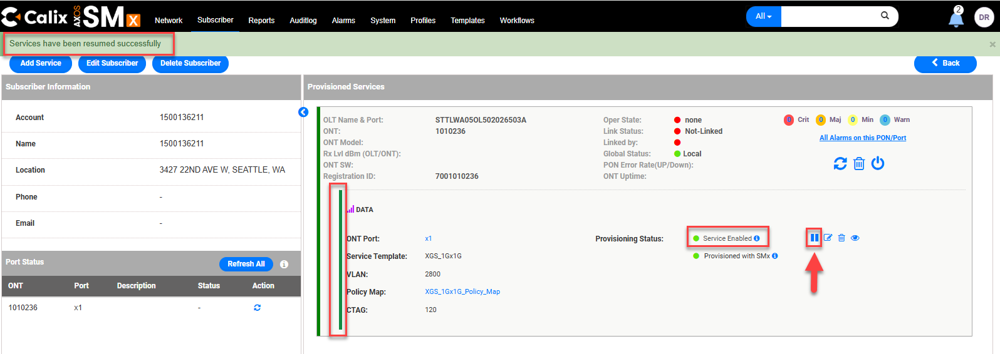 Calix AXOS SMx
Network Subscriber Reports Auditlog Alarms System Profiles Templates Workflows
All
2
DR
Services have been resumed successfully
×
Add Service Edit Subscriber Delete Subscriber
Back
Subscriber Information
Account 1500136211
Name 1500136211
Location 3427 22ND AVE W, SEATTLE, WA
Phone -
Email -
Port Status
Refresh All
ONT Port Description Status Action
1010236 x1 -
Provisioned Services
OLT Name & Port: STTLWA05OL502026503A
ONT: 1010236
ONT Model:
Rx Lvl dBm (OLT/ONT):
ONT SW:
Registration ID: 7001010236
Oper State: none
Link Status: Not-Linked
Linked by:
Global Status: Local
PON Error Rate(UP/Down):
ONT Uptime:
0 Crit 0 Maj 0 Min 0 Warn
All Alarms on this PON/Port
DATA
ONT Port: x1
Service Template: XGS_1Gx1G
VLAN: 2800
Policy Map: XGS_1Gx1G_Policy_Map
CTAG: 120
Provisioning Status: Service Enabled
Provisioned with SMx